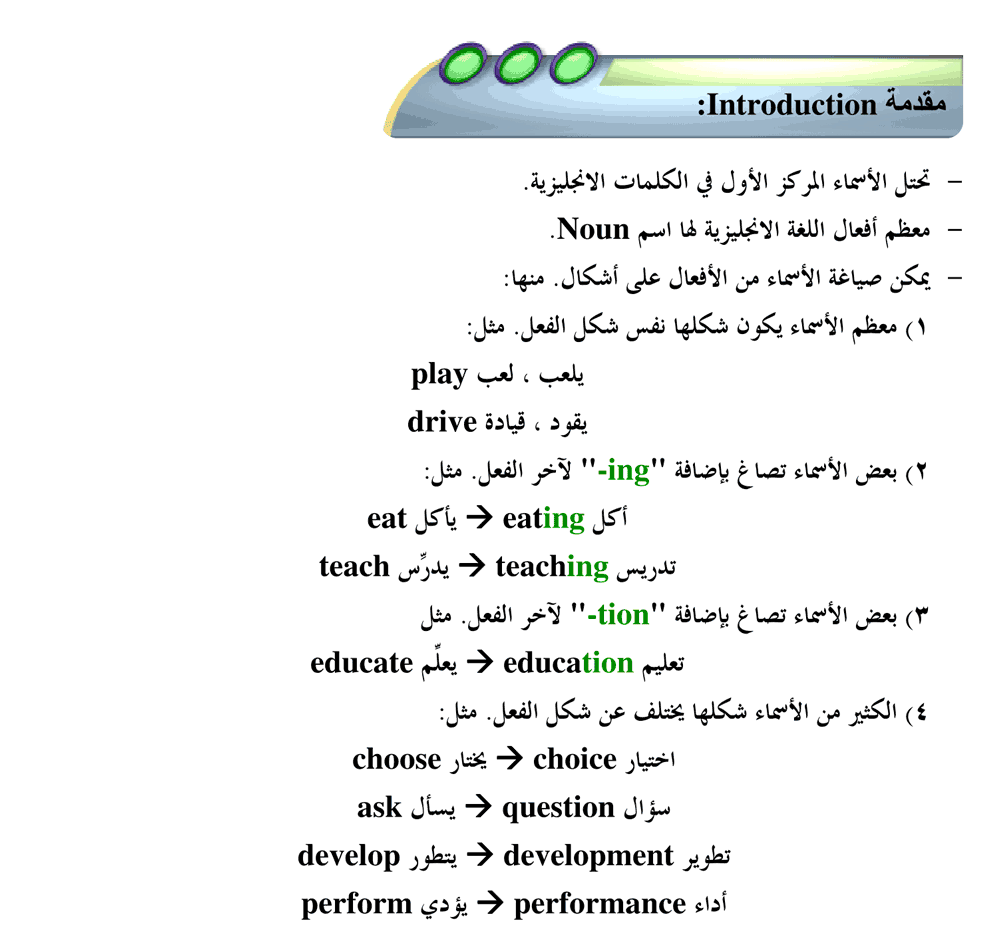 مقدمة Introduction:
– تحتل الأسماء المركز الأول في الكلمات الانجليزية.
– معظم أفعال اللغة الانجليزية لها اسم Noun.
– يمكن صياغة الأسماء من الأفعال على أشكال. منها:
١) معظم الأسماء يكون شكلها نفس شكل الفعل. مثل:
play يلعب ، لعب
drive يقود ، قيادة
٢) بعض الأسماء تصاغ بإضافة "-ing" لآخر الفعل. مثل:
eat يأكل → eating أكل
teach يدرِّس → teaching تدريس
٣) بعض الأسماء تصاغ بإضافة "-tion" لآخر الفعل. مثل
educate يعلِّم → education تعليم
٤) الكثير من الأسماء شكلها يختلف عن شكل الفعل. مثل:
choose يختار → choice اختيار
ask يسأل → question سؤال
develop يتطور → development تطوير
perform يؤدي → performance أداء